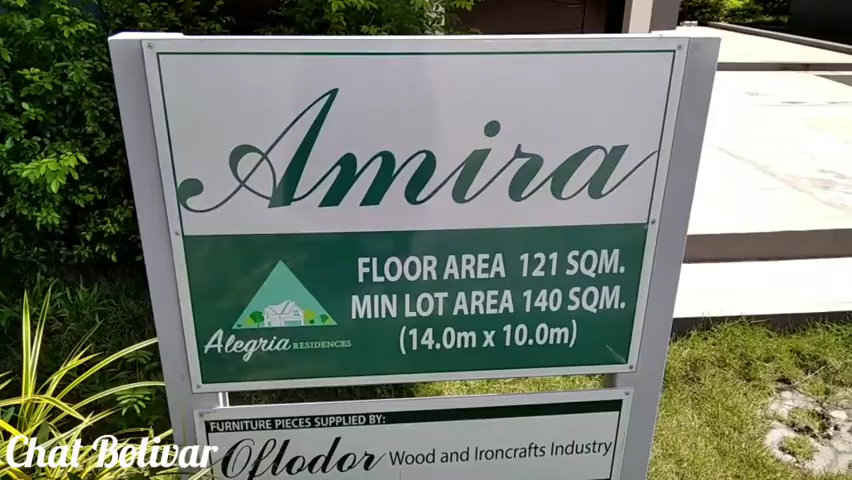 Amira
FLOOR AREA 121 SQM.
MIN LOT AREA 140 SQM.
(14.0m x 10.0m)
Alegria RESIDENCES
FURNITURE PIECES SUPPLIED BY:
Oflodor Wood and Ironcrafts Industry
Chat Bolivar